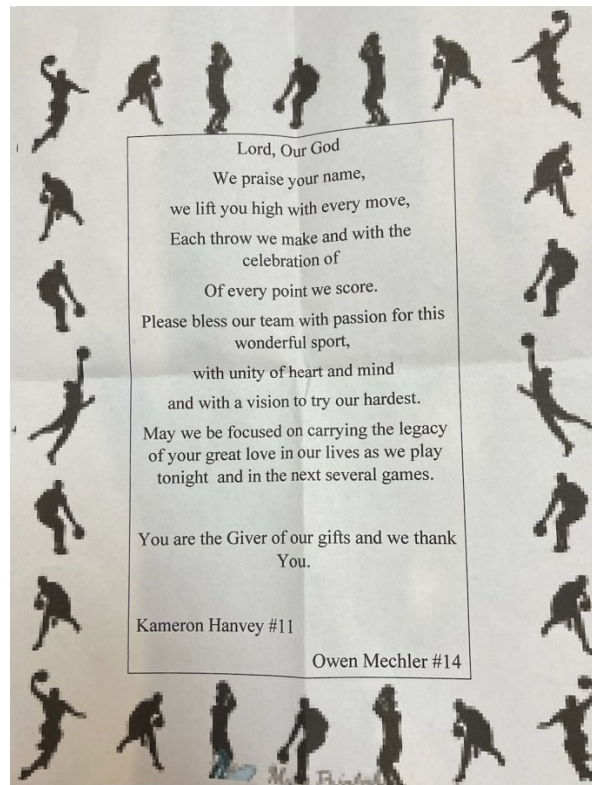 Lord, Our God
We praise your name,
we lift you high with every move,
Each throw we make and with the
celebration of
Of every point we score.
Please bless our team with passion for this
wonderful sport,
with unity of heart and mind
and with a vision to try our hardest.
May we be focused on carrying the legacy
of your great love in our lives as we play
tonight and in the next several games.
You are the Giver of our gifts and we thank
You.
Kameron Hanvey #11
Owen Mechler #14